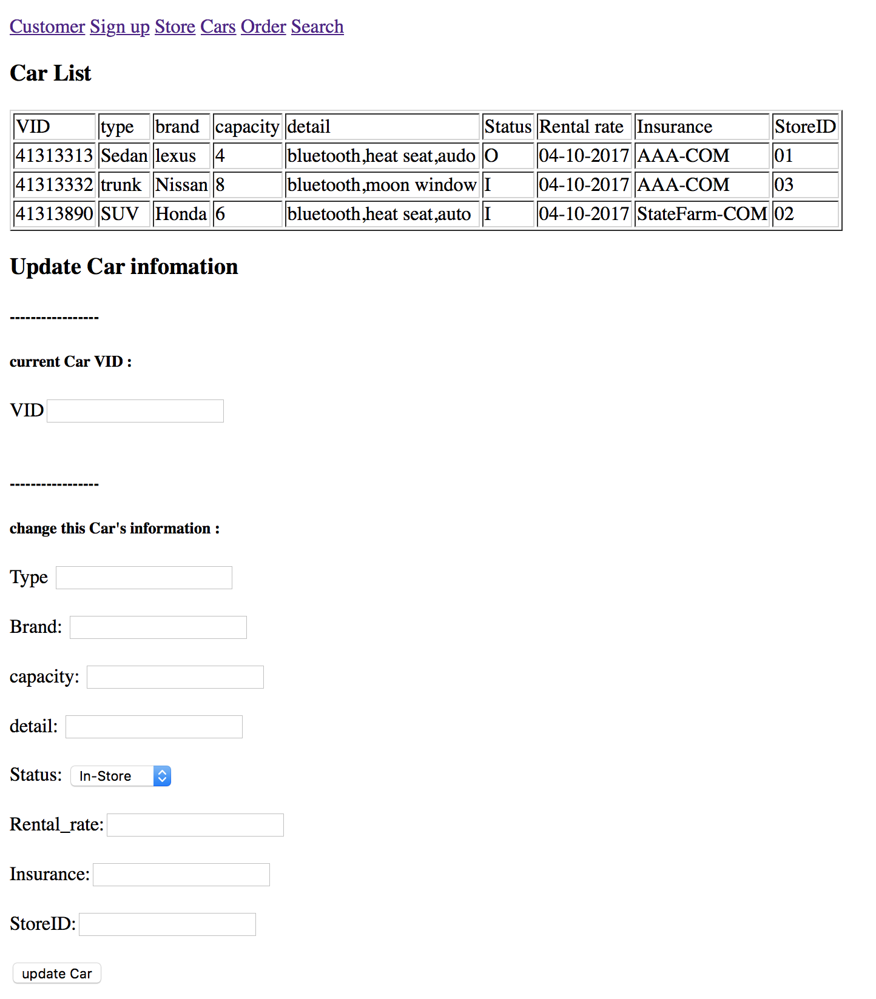 Customer Sign up Store Cars Order Search
Car List
VID type brand capacity detail Status Rental rate Insurance StoreID
41313313 Sedan lexus 4 bluetooth,heat seat,audo O 04-10-2017 AAA-COM 01
41313332 trunk Nissan 8 bluetooth,moon window I 04-10-2017 AAA-COM 03
41313890 SUV Honda 6 bluetooth,heat seat,auto I 04-10-2017 StateFarm-COM 02
Update Car infomation
-----------------
current Car VID :
VID
-----------------
change this Car's information :
Type
Brand:
capacity:
detail:
Status: In-Store
Rental_rate:
Insurance:
StoreID:
update Car